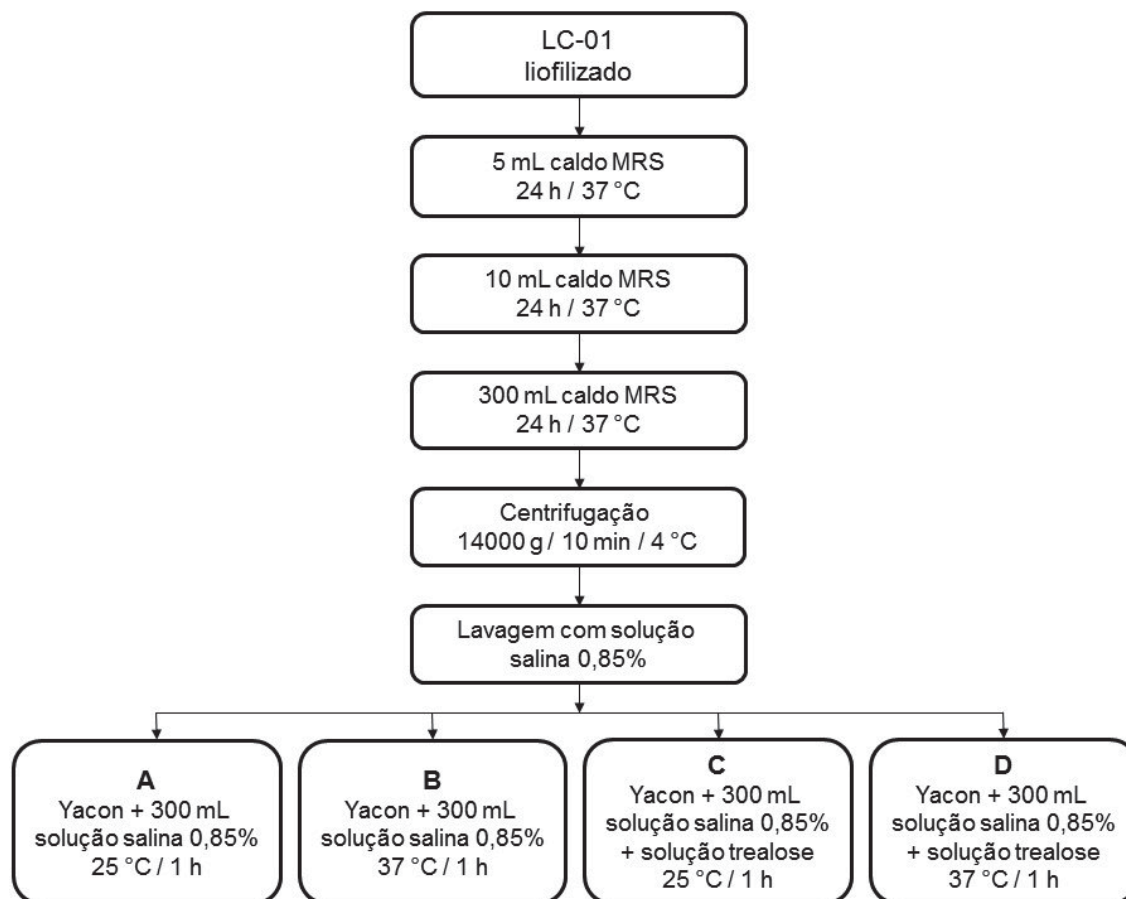 LC-01
liofilizado
5 mL caldo MRS
24 h / 37 °C
10 mL caldo MRS
24 h / 37 °C
300 mL caldo MRS
24 h / 37 °C
Centrifugação
14000 g / 10 min / 4 °C
Lavagem com solução
salina 0,85%
A
Yacon + 300 mL
solução salina 0,85%
25 °C / 1 h
B
Yacon + 300 mL
solução salina 0,85%
37 °C / 1 h
C
Yacon + 300 mL
solução salina 0,85%
+ solução trealose
25 °C / 1 h
D
Yacon + 300 mL
solução salina 0,85%
+ solução trealose
37 °C / 1 h